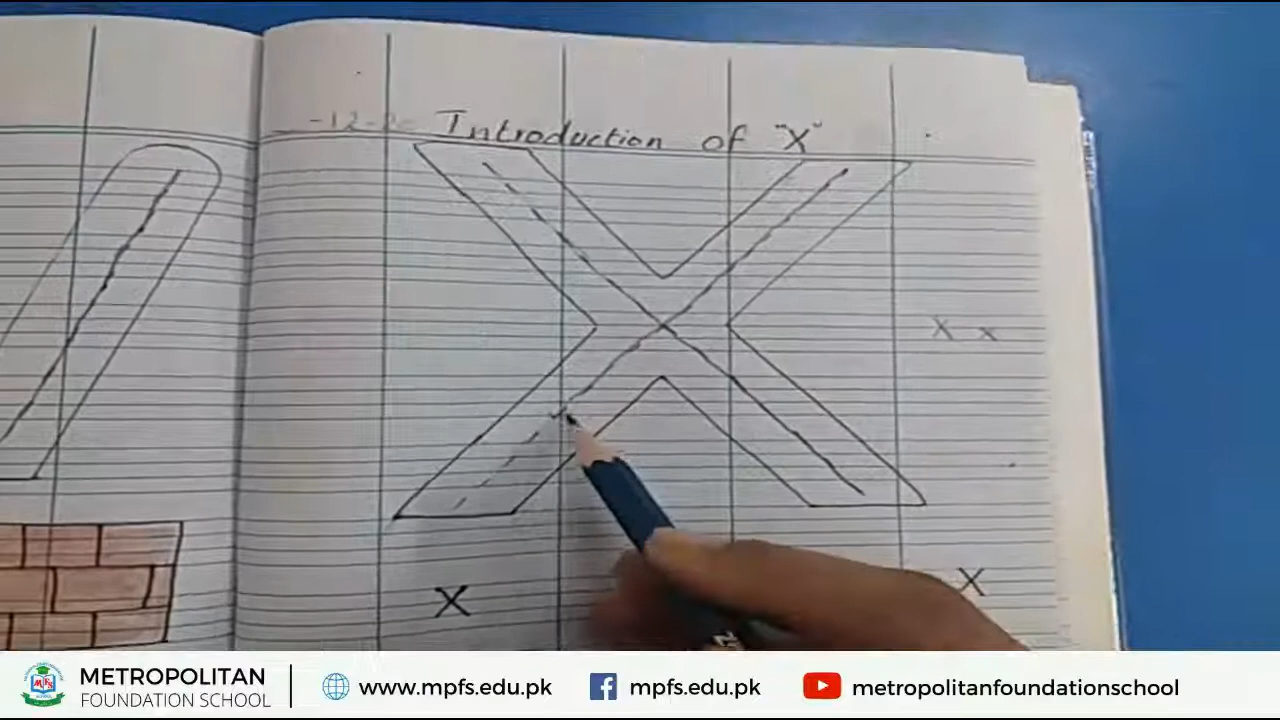 Introduction of "X"
X x
X
X
METROPOLITAN
FOUNDATION SCHOOL
www.mpfs.edu.pk
mpfs.edu.pk
metropolitanfoundationschool